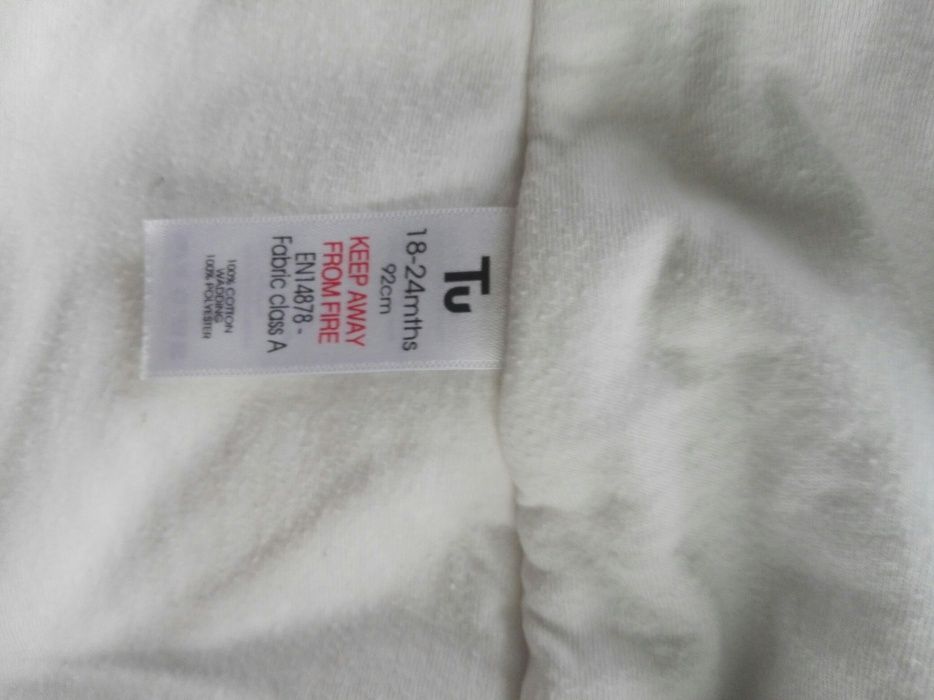 Tu
18-24mths
92cm
KEEP AWAY
FROM FIRE
EN14878 -
Fabric class A
100% COTTON
WADDING
100% POLYESTER